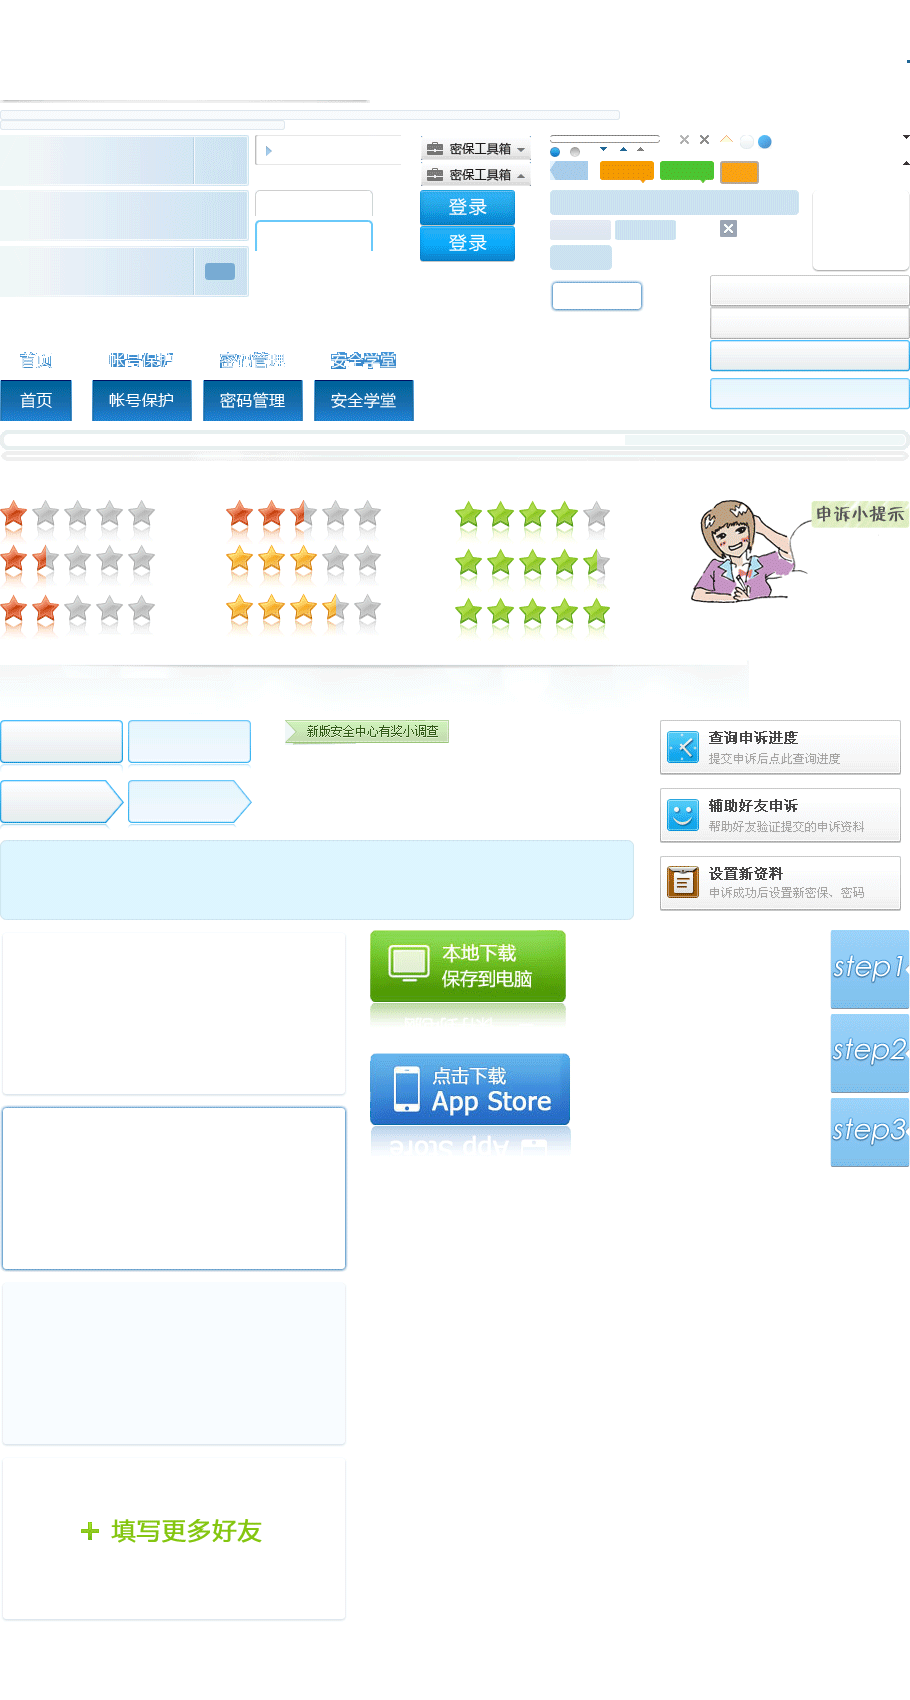 密保工具箱
密保工具箱
登录
登录
首页 帐号保护 密码管理 安全学堂
首页 帐号保护 密码管理 安全学堂
申诉小提示
新版安全中心有奖小调查
查询申诉进度
提交申诉后点此查询进度
辅助好友申诉
帮助好友验证提交的申诉资料
设置新资料
申诉成功后设置新密保、密码
本地下载
保存到电脑
点击下载
App Store
step1
step2
step3
+ 填写更多好友